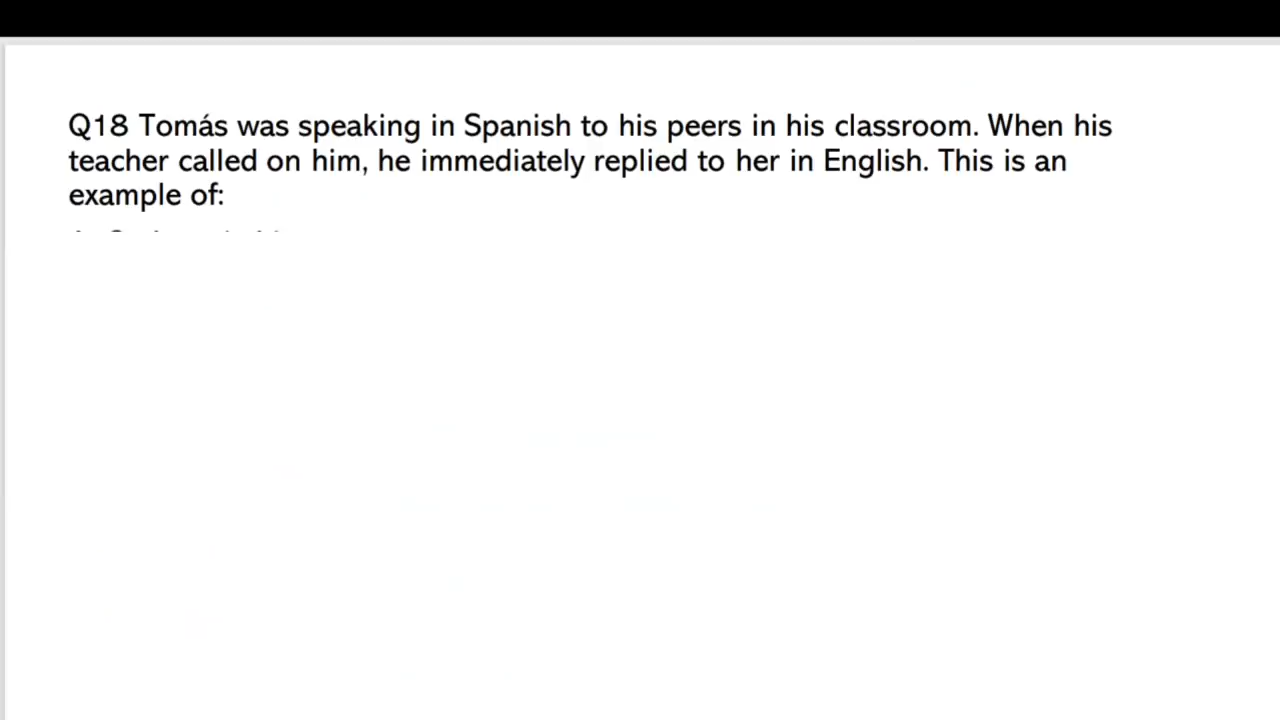 Q18 Tomás was speaking in Spanish to his peers in his classroom. When his
teacher called on him, he immediately replied to her in English. This is an
example of: